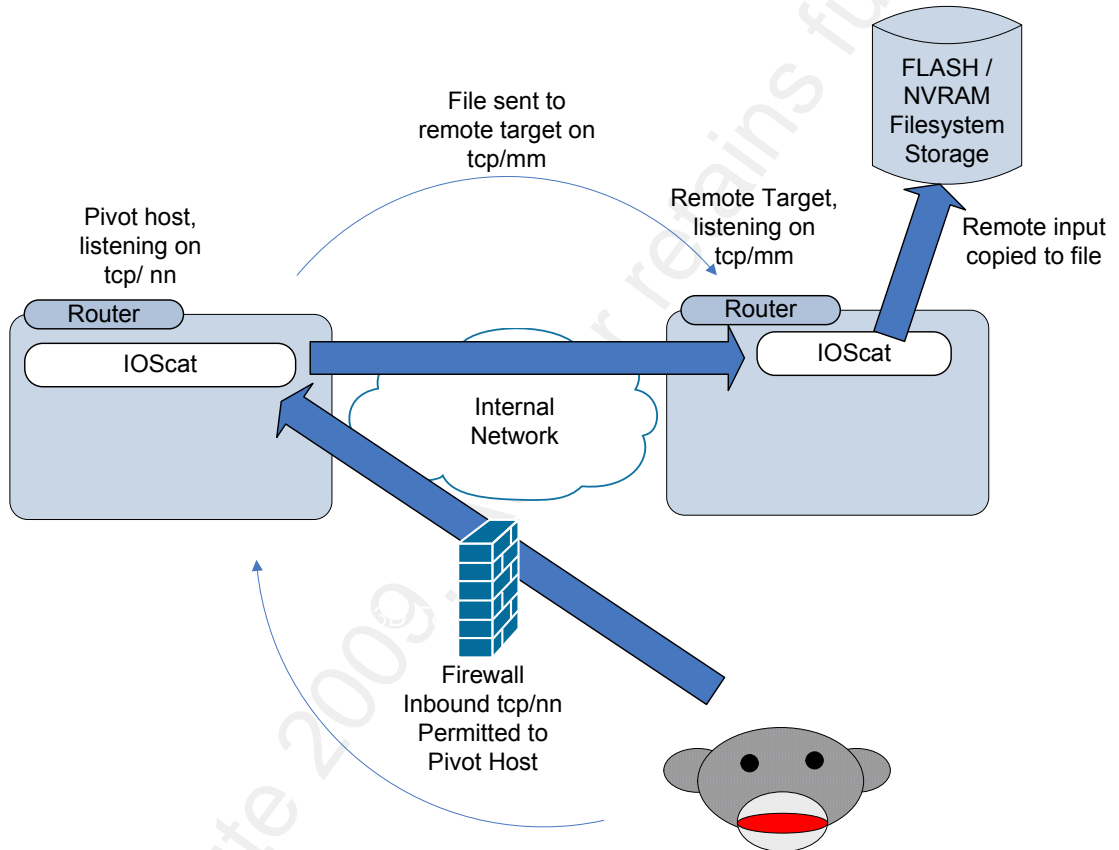 FLASH /
NVRAM
Filesystem
Storage
File sent to
remote target on
tcp/mm
Pivot host,
listening on
tcp/ nn
Remote Target,
listening on
tcp/mm
Remote input
copied to file
Router
Router
IOScat
IOScat
Internal
Network
Firewall
Inbound tcp/nn
Permitted to
Pivot Host
2009,
retains